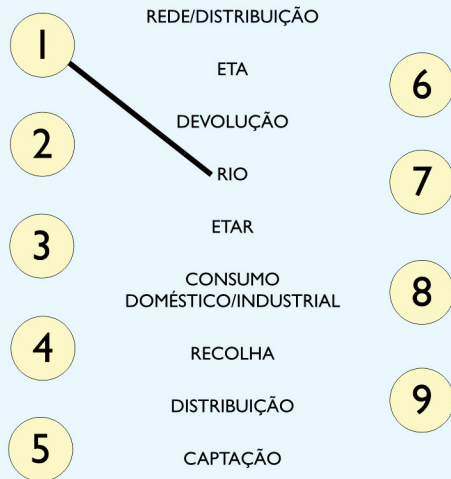 1
REDE/DISTRIBUIÇÃO
ETA
6
DEVOLUÇÃO
2
RIO
7
ETAR
3
CONSUMO
DOMÉSTICO/INDUSTRIAL
8
RECOLHA
4
DISTRIBUIÇÃO
9
CAPTAÇÃO
5